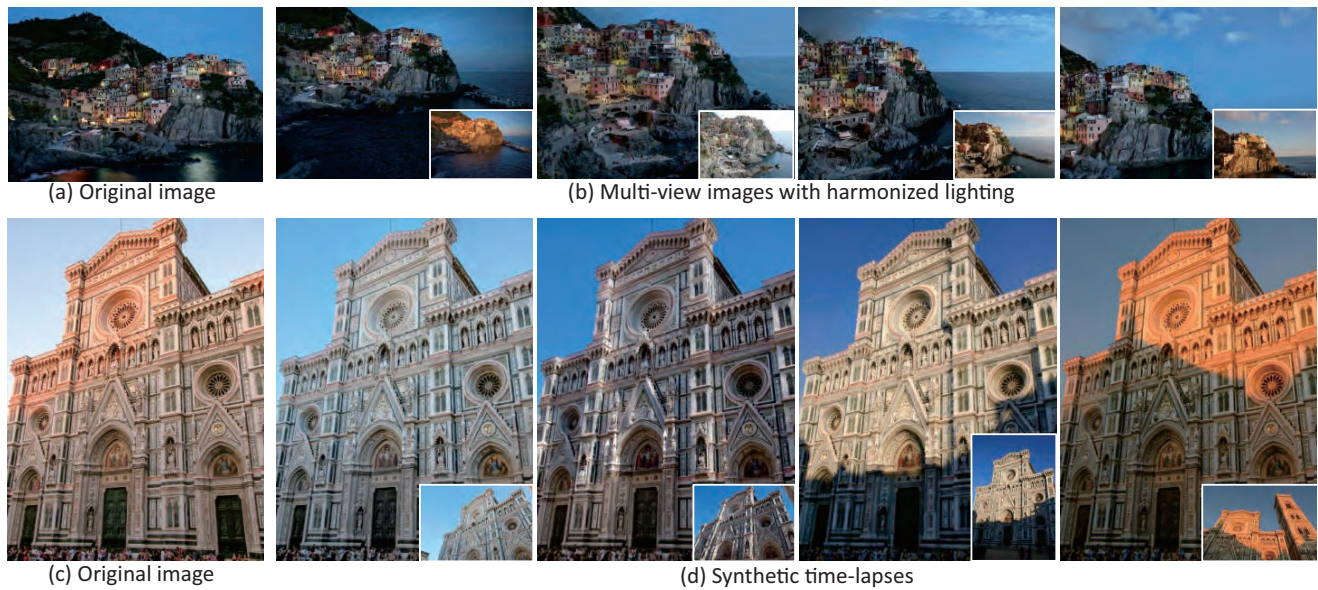 (a) Original image
(b) Multi-view images with harmonized lighting
(c) Original image
(d) Synthetic time-lapses